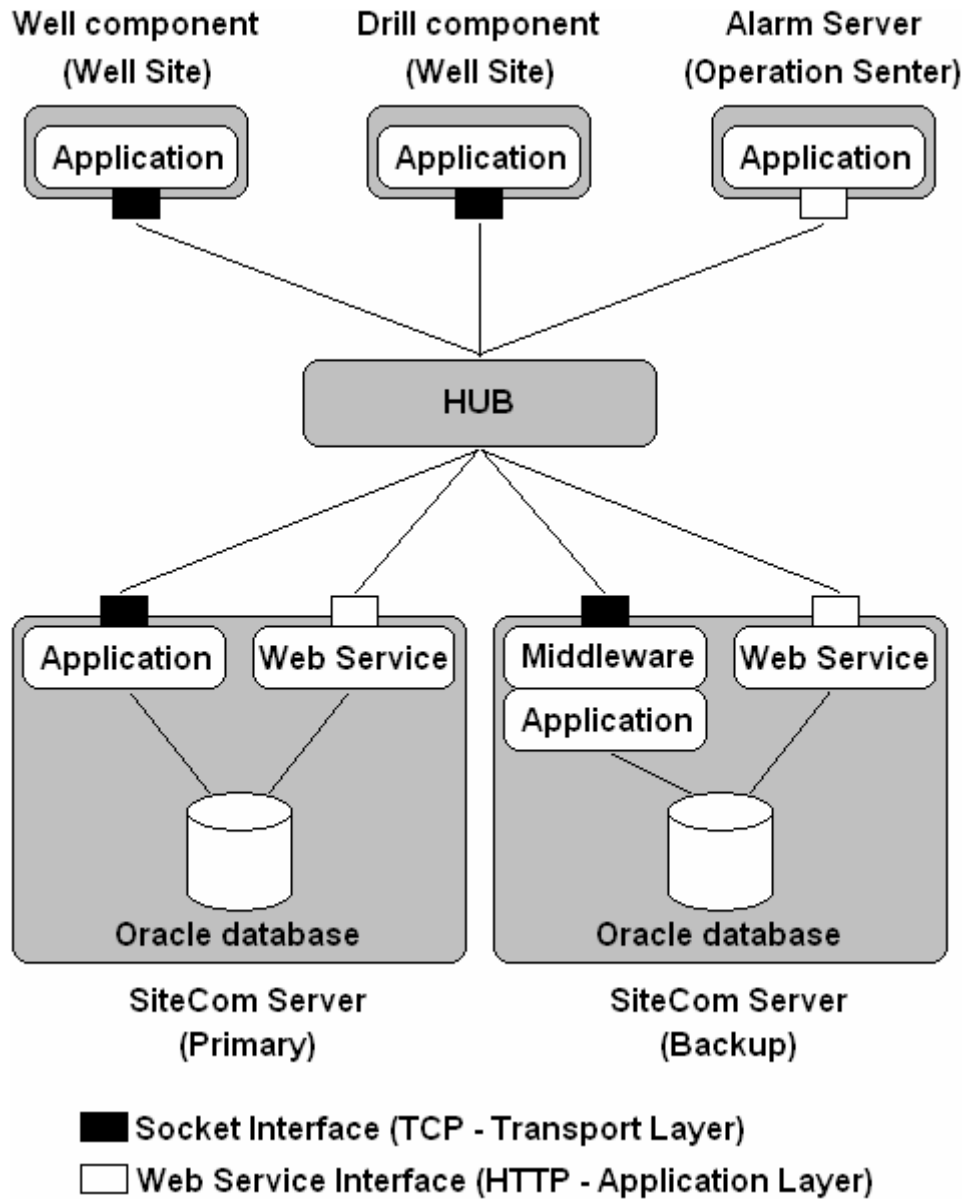 Well component
(Well Site)
Drill component
(Well Site)
Alarm Server
(Operation Senter)
Application
Application
Application
HUB
Application
Web Service
Middleware
Application
Web Service
Oracle database
Oracle database
SiteCom Server
(Primary)
SiteCom Server
(Backup)
Socket Interface (TCP - Transport Layer)
Web Service Interface (HTTP - Application Layer)